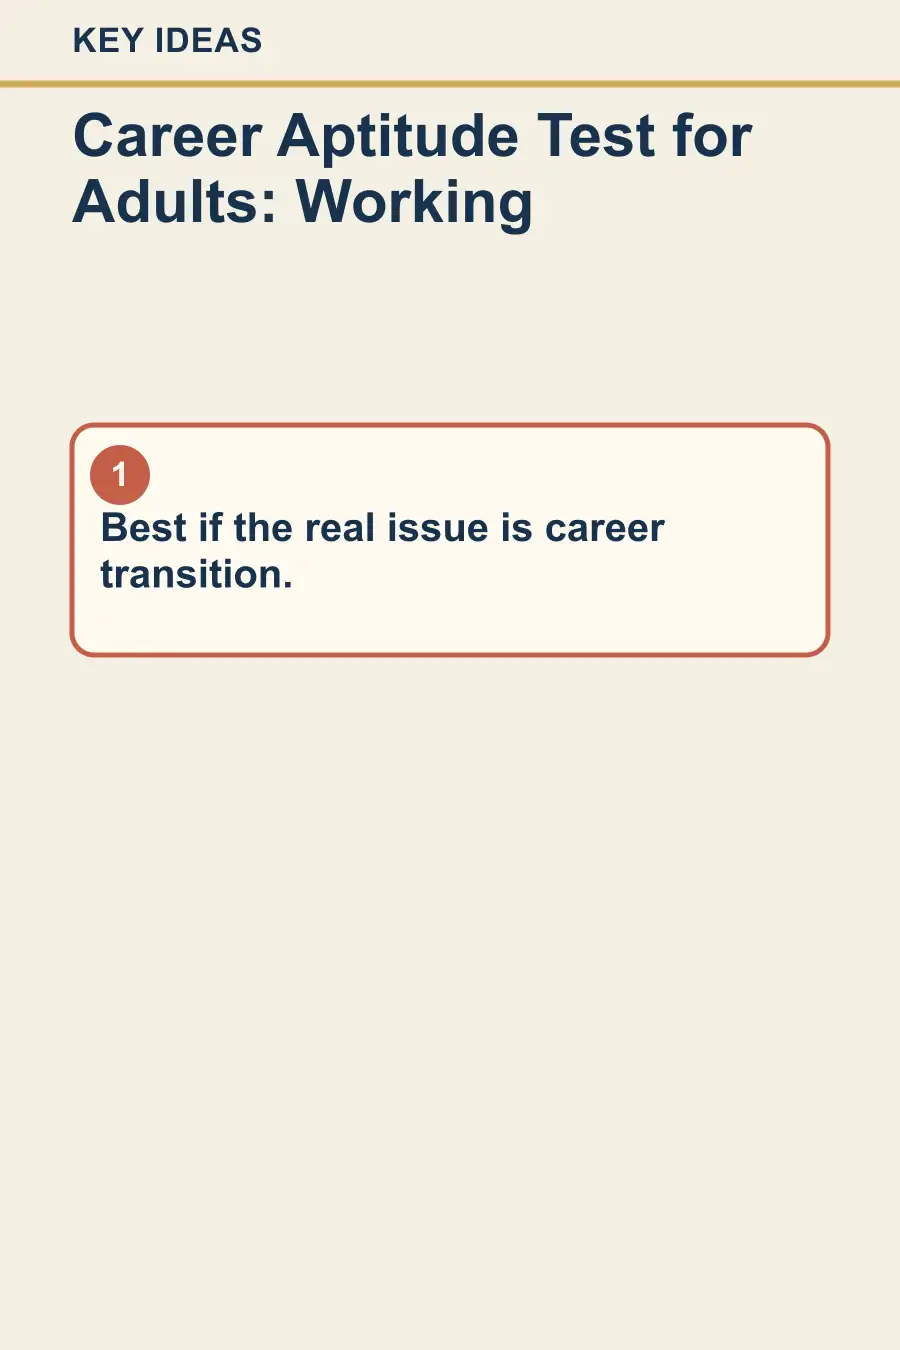 KEY IDEAS
Career Aptitude Test for
Adults: Working
1
Best if the real issue is career
transition.